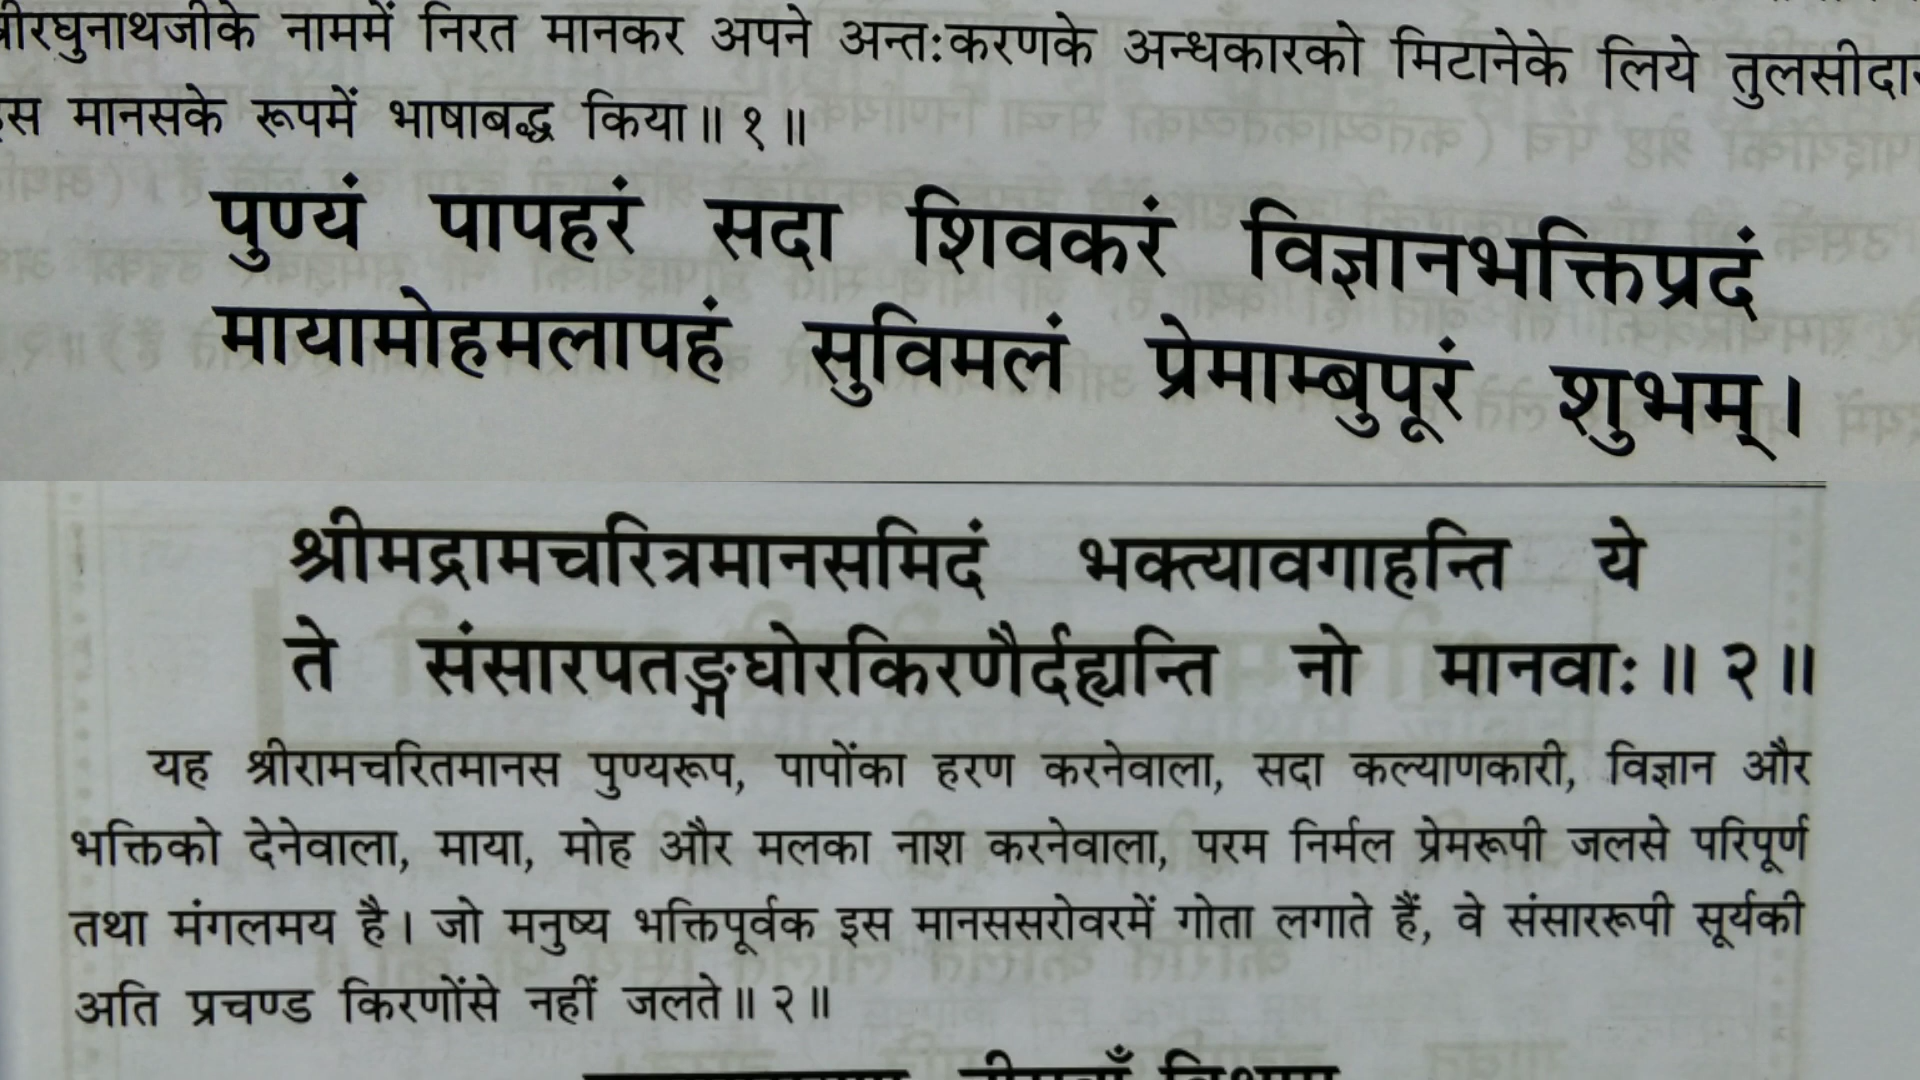 श्रीरघुनाथजीके नाममें निरत मानकर अपने अन्तःकरणके अन्धकारको मिटानेके लिये
मानसके रूपमें भाषाबद्ध किया॥ १॥
पुण्यं पापहरं सदा शिवकरं विज्ञानभक्तिप्रदं
मायामोहमलापहं सुविमलं प्रेमाम्बुपूरं शुभम्।
श्रीमद्रामचरित्रमानसमिदं भक्त्यावगाहन्ति ये
ते संसारपतङ्गघोरकिरणैर्दह्यन्ति नो मानवाः॥ २॥
यह श्रीरामचरितमानस पुण्यरूप, पापोंका हरण करनेवाला, सदा कल्याणकारी, विज्ञान और
भक्तिको देनेवाला, माया, मोह और मलका नाश करनेवाला, परम निर्मल प्रेमरूपी जलसे परिपूर्ण
तथा मंगलमय है। जो मनुष्य भक्तिपूर्वक इस मानससरोवरमें गोता लगाते हैं, वे संसाररूपी सूर्यकी
अति प्रचण्ड किरणोंसे नहीं जलते॥ २॥